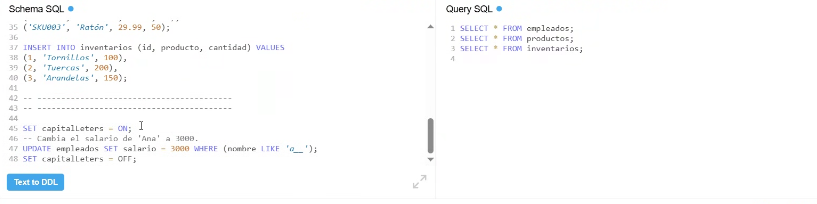 Schema SQL
35 ('SKU003', 'Ratón', 29.99, 50);
36
37 INSERT INTO inventarios (id, producto, cantidad) VALUES
38 (1, 'Tornillos', 100),
39 (2, 'Tuercas', 200),
40 (3, 'Arandelas', 150);
41
42 -- ---------------------------------------
43 -- ---------------------------------------
44
45 SET capitalLeters = ON;
46 -- Cambia el salario de 'Ana' a 3000.
47 UPDATE empleados SET salario = 3000 WHERE (nombre LIKE 'a__');
48 SET capitalLeters = OFF;
Text to DDL
Query SQL
1 SELECT * FROM empleados;
2 SELECT * FROM productos;
3 SELECT * FROM inventarios;
4